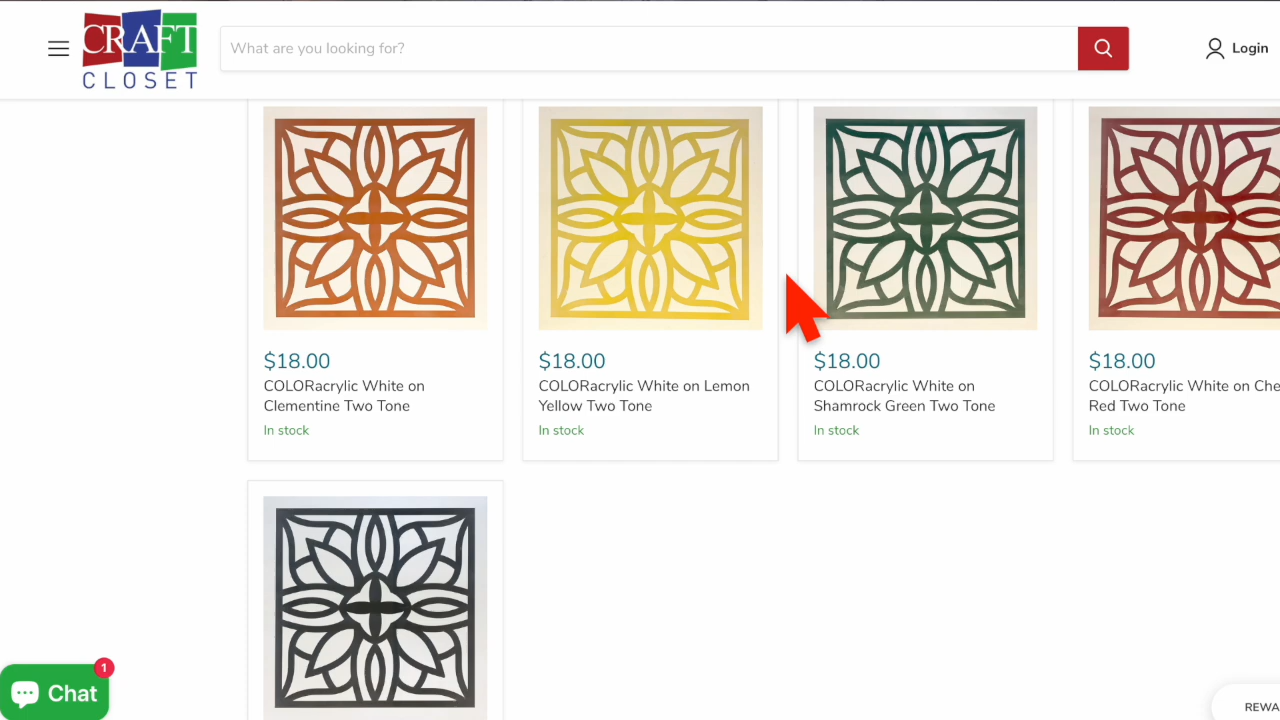 CRAFT
CLOSET
What are you looking for?
Login
$18.00
COLORacrylic White on
Clementine Two Tone
In stock
$18.00
COLORacrylic White on Lemon
Yellow Two Tone
In stock
$18.00
COLORacrylic White on
Shamrock Green Two Tone
In stock
$18.00
COLORacrylic White on
Red Two Tone
In stock
1
Chat